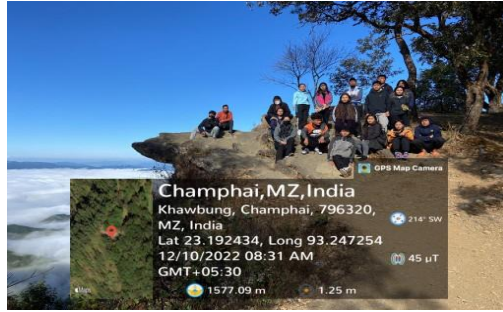 GPS Map Camera
Champhai,MZ,India
Khawbung, Champhai, 796320,
MZ, India
Lat 23.192434, Long 93.247254
12/10/2022 08:31 AM
GMT+05:30
214° SW
45 µT
1577.09 m
1.25 m
Maps